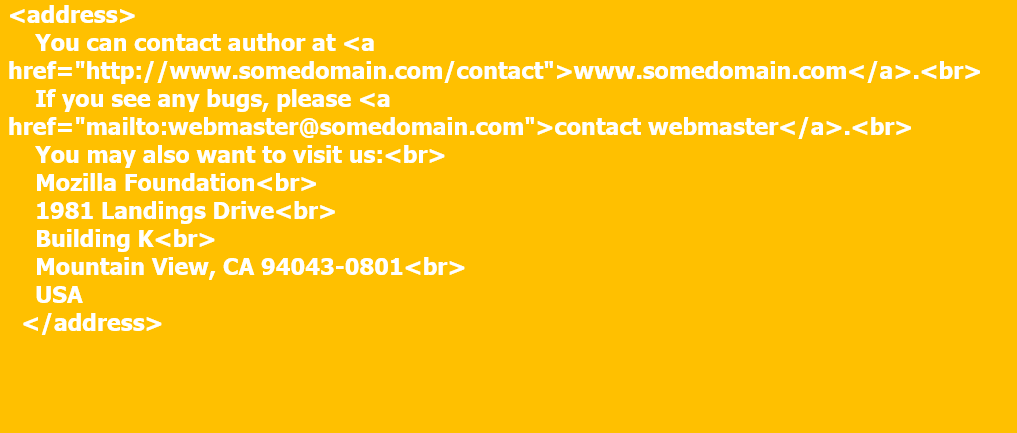 <address>
    You can contact author at <a
href="http://www.somedomain.com/contact">www.somedomain.com</a>.<br>
    If you see any bugs, please <a
href="mailto:webmaster@somedomain.com">contact webmaster</a>.<br>
    You may also want to visit us:<br>
    Mozilla Foundation<br>
    1981 Landings Drive<br>
    Building K<br>
    Mountain View, CA 94043-0801<br>
    USA
  </address>